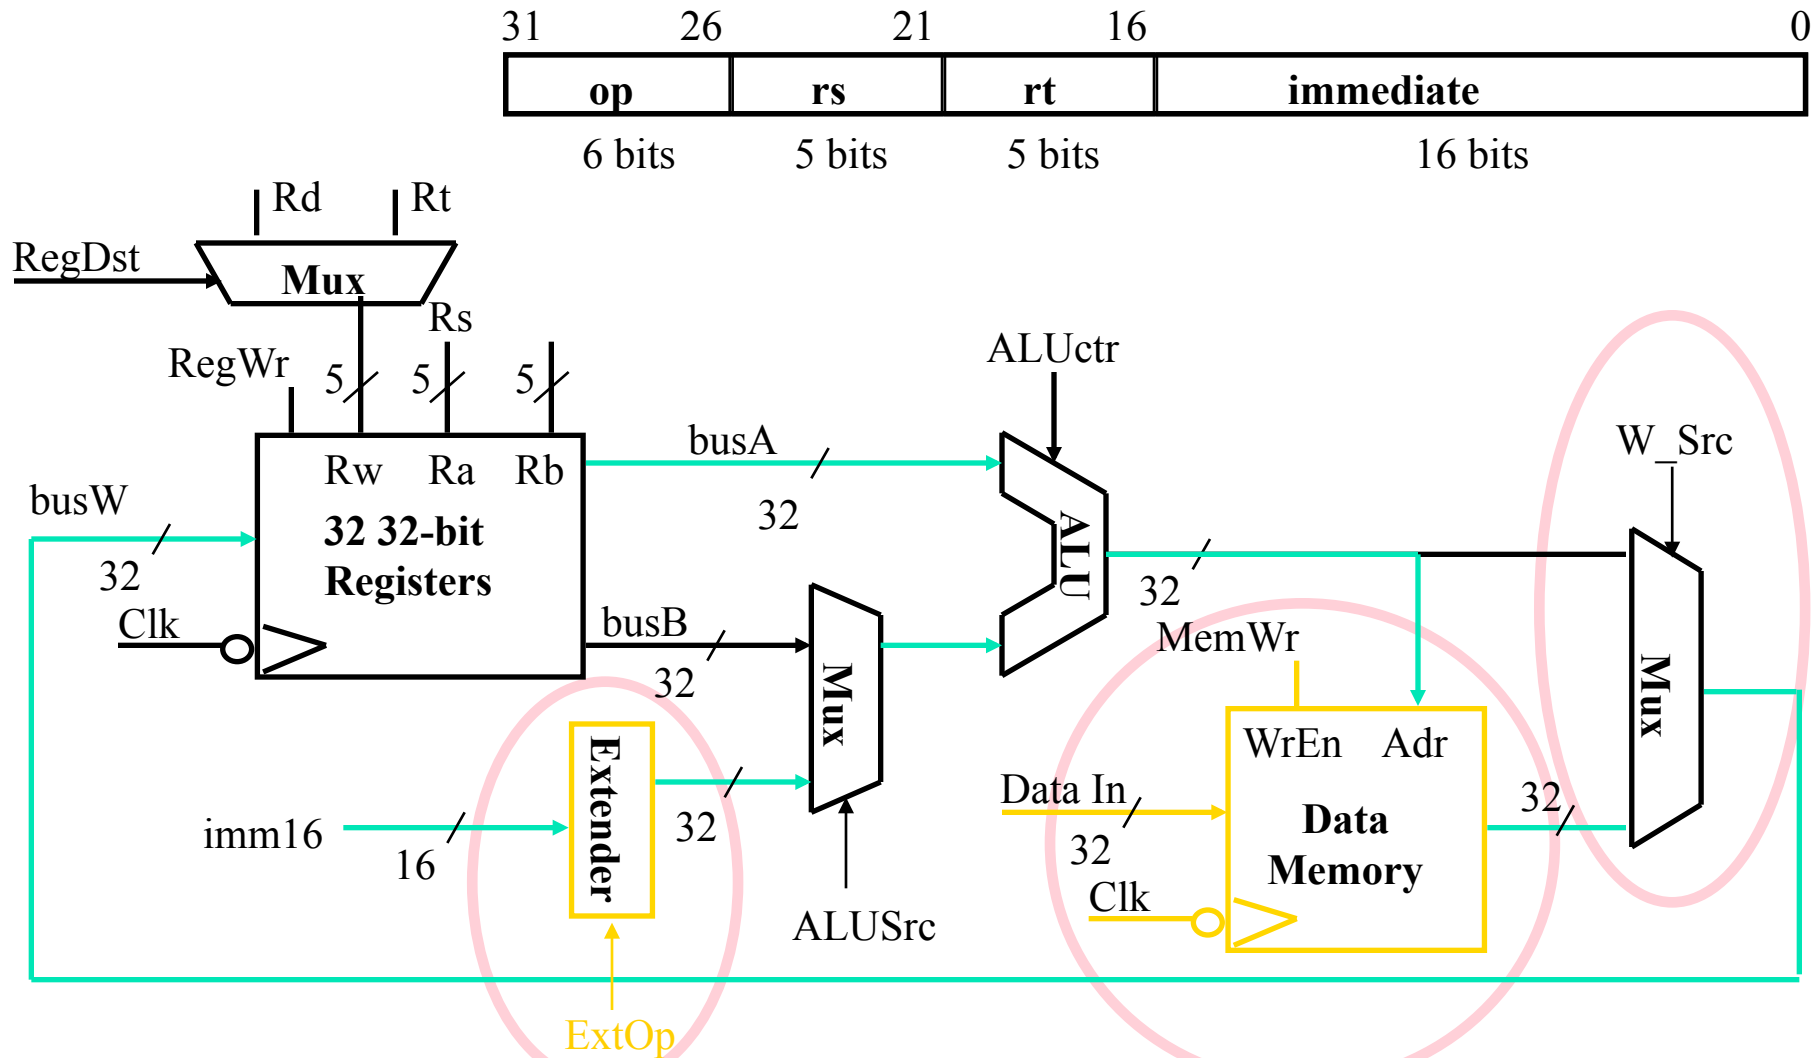 31 26 21 16 0
op rs rt immediate
6 bits 5 bits 5 bits 16 bits
Rd Rt
RegDst
Mux
Rs
RegWr
5 5 5
ALUctr
busA
W_Src
Rw Ra Rb
busW
32
32 32-bit
Registers
ALU
32
32
Clk
busB
MemWr
32
Mux
Mux
WrEn Adr
Extender
Data In
32
32
imm16
32
Data
Memory
16
32
Clk
ALUSrc
ExtOp